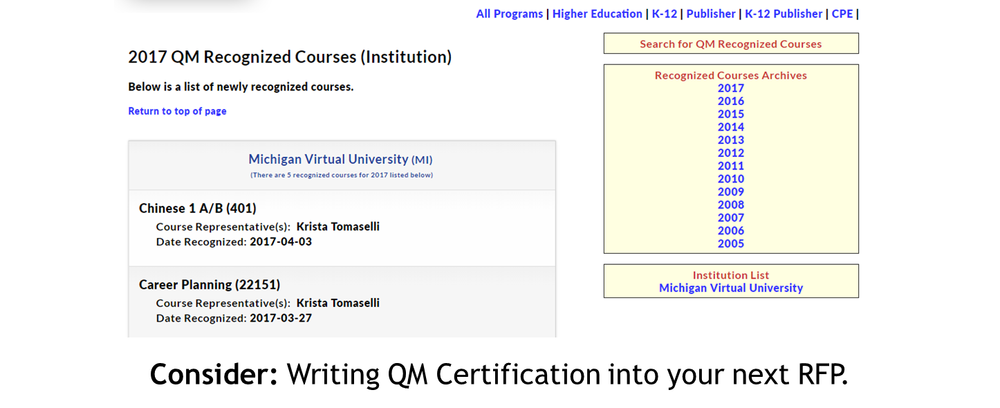 All Programs | Higher Education | K-12 | Publisher | K-12 Publisher | CPE |
2017 QM Recognized Courses (Institution)
Below is a list of newly recognized courses.
Return to top of page
Michigan Virtual University (MI)
(There are 5 recognized courses for 2017 listed below)
Chinese 1 A/B (401)
Course Representative(s): Krista Tomaselli
Date Recognized: 2017-04-03
Career Planning (22151)
Course Representative(s): Krista Tomaselli
Date Recognized: 2017-03-27
Search for QM Recognized Courses
Recognized Courses Archives
2017
2016
2015
2014
2013
2012
2011
2010
2009
2008
2007
2006
2005
Institution List
Michigan Virtual University
Consider: Writing QM Certification into your next RFP.